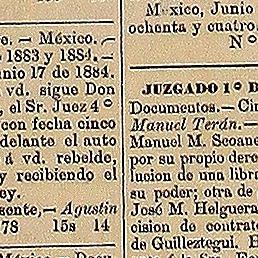 e. — México. —
1883 y 1884. —
unio 17 de 1884.
vd. sigue Don
, el Sr. Juez 4°
con fecha cinco
delante el auto
á vd. rebelde,
y recibiendo el
ey.
sente,— Agustin
78 15s 14
México, Junio
ochenta y cuatro.
N°
JUZGADO 1° D
Documentos.— Ci
Manuel Terán.—
Manuel M. Seoane
por su propio dere
lucion de una libr
su poder; otra de
José M. Helguera
cision de contrat
de Guilleztegui.